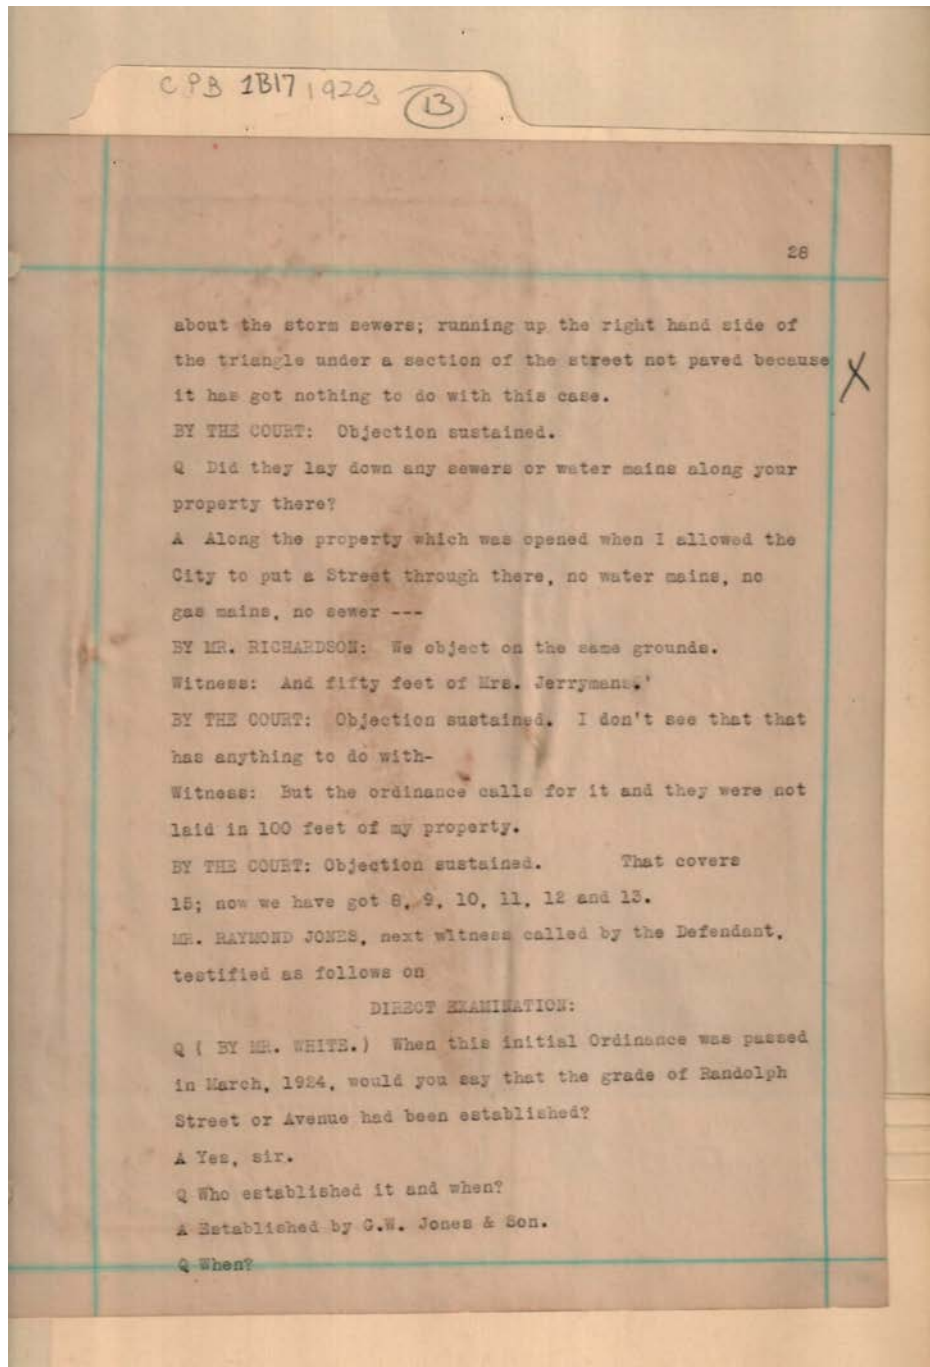 CPB 1B17 1920s 13
28
about the storm sewers; running up the right hand side of
the triangle under a section of the street not paved because
it has got nothing to do with this case.
X
BY THE COURT: Objection sustained.
Q Did they lay down any sewers or water mains along your
property there?
A Along the property which was opened when I allowed the
City to put a Street through there, no water mains, no
gas mains, no sewer ---
BY MR. RICHARDSON: We object on the same grounds.
Witness: And fifty feet of Mrs. Jerrymans.'
BY THE COURT: Objection sustained. I don't see that that
has anything to do with-
Witness: But the ordinance calls for it and they were not
laid in 100 feet of my property.
BY THE COURT: Objection sustained. That covers
15; now we have got 8, 9, 10, 11, 12 and 13.
MR. RAYMOND JONES, next witness called by the Defendant,
testified as follows on
DIRECT EXAMINATION:
Q ( BY MR. WHITE.) When this initial Ordinance was passed
in March, 1924, would you say that the grade of Randolph
Street or Avenue had been established?
A Yes, sir.
Q Who established it and when?
A Established by G.W. Jones & Son.
Q When?